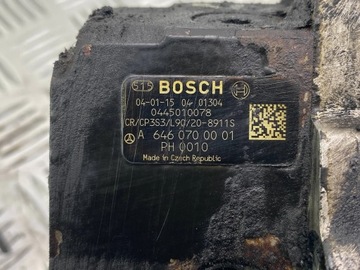 515 BOSCH
04-01-15 04 01304
0445010078
CR/CP3S3/L90/20-8911S
A 646 070 00 01
PH 0010
Made in Czech Republic